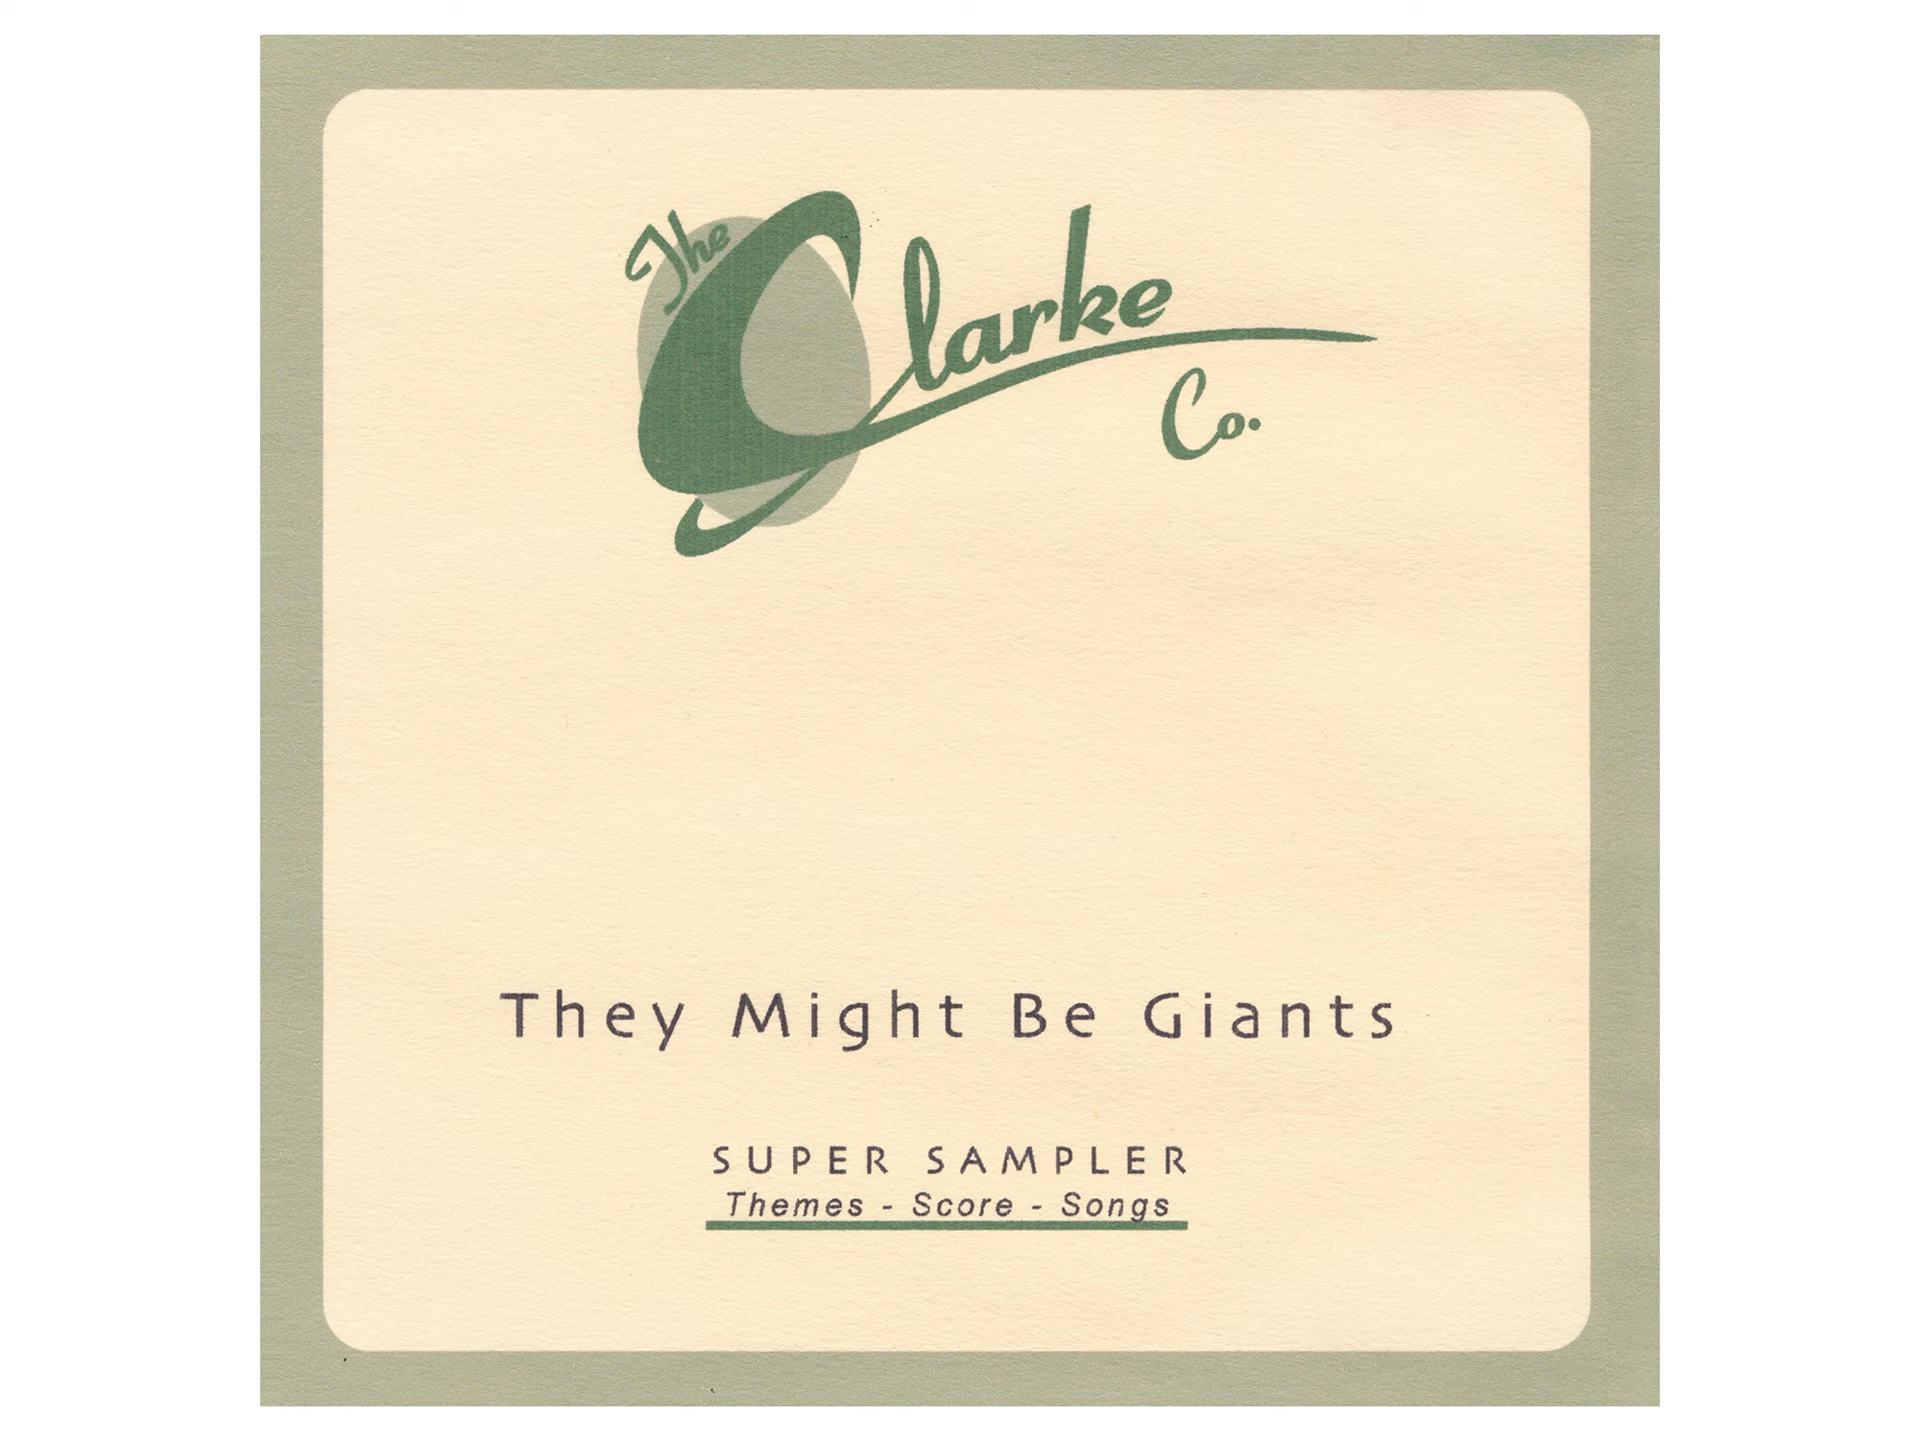 The Clarke
Co.
They Might Be Giants
SUPER SAMPLER
Themes - Score - Songs